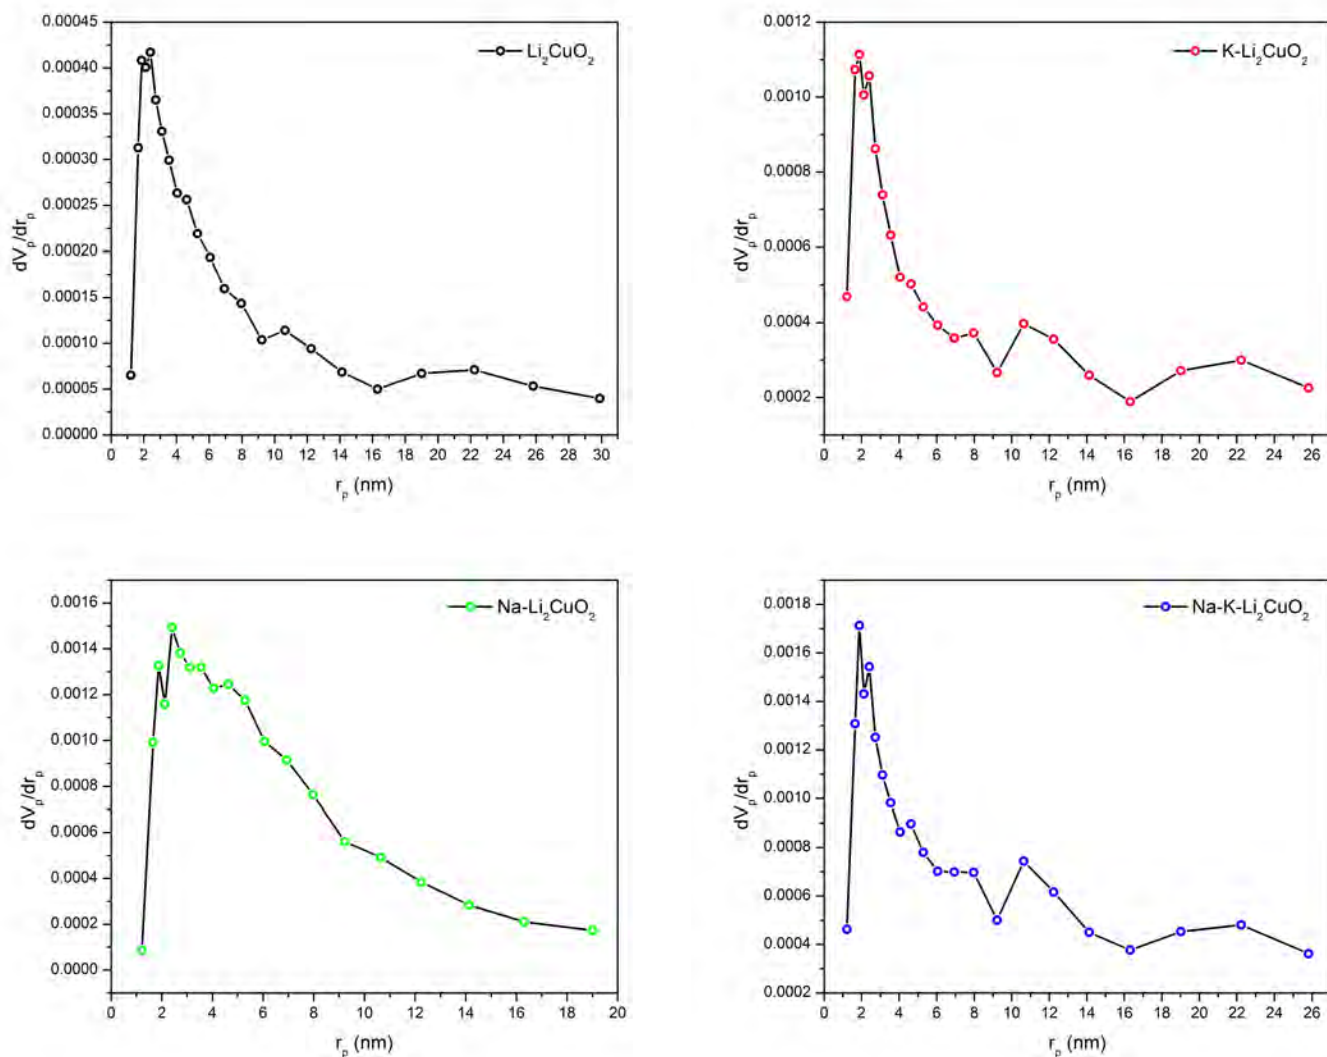 0.00045
0.00040
0.00035
0.00030
0.00025
0.00020
0.00015
0.00010
0.00005
0.00000
dVp/drp
0 2 4 6 8 10 12 14 16 18 20 22 24 26 28 30
rp (nm)
Li2CuO2
0.0012
0.0010
0.0008
0.0006
0.0004
0.0002
dVp/drp
0 2 4 6 8 10 12 14 16 18 20 22 24 26
rp (nm)
K-Li2CuO2
0.0016
0.0014
0.0012
0.0010
0.0008
0.0006
0.0004
0.0002
0.0000
dVp/drp
0 2 4 6 8 10 12 14 16 18 20
rp (nm)
Na-Li2CuO2
0.0018
0.0016
0.0014
0.0012
0.0010
0.0008
0.0006
0.0004
0.0002
dVp/drp
0 2 4 6 8 10 12 14 16 18 20 22 24 26
rp (nm)
Na-K-Li2CuO2